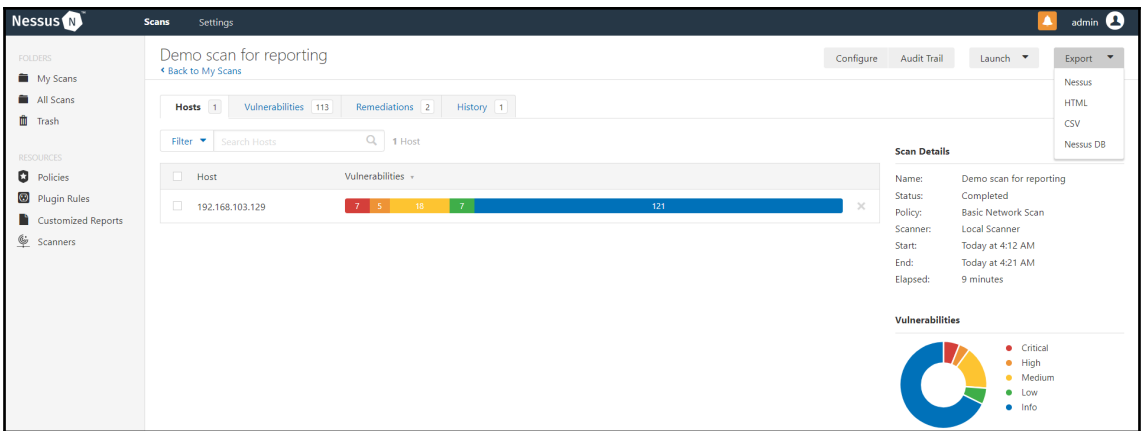 Nessus N
Scans Settings
admin
FOLDERS
My Scans
All Scans
Trash
RESOURCES
Policies
Plugin Rules
Customized Reports
Scanners
Demo scan for reporting
Back to My Scans
Configure Audit Trail Launch Export
Nessus
HTML
CSV
Nessus DB
Hosts 1 Vulnerabilities 113 Remediations 2 History 1
Filter Search Hosts 1 Host
Host Vulnerabilities
192.168.103.129 7 5 18 7 121
Scan Details
Name: Demo scan for reporting
Status: Completed
Policy: Basic Network Scan
Scanner: Local Scanner
Start: Today at 4:12 AM
End: Today at 4:21 AM
Elapsed: 9 minutes
Vulnerabilities
Critical
High
Medium
Low
Info